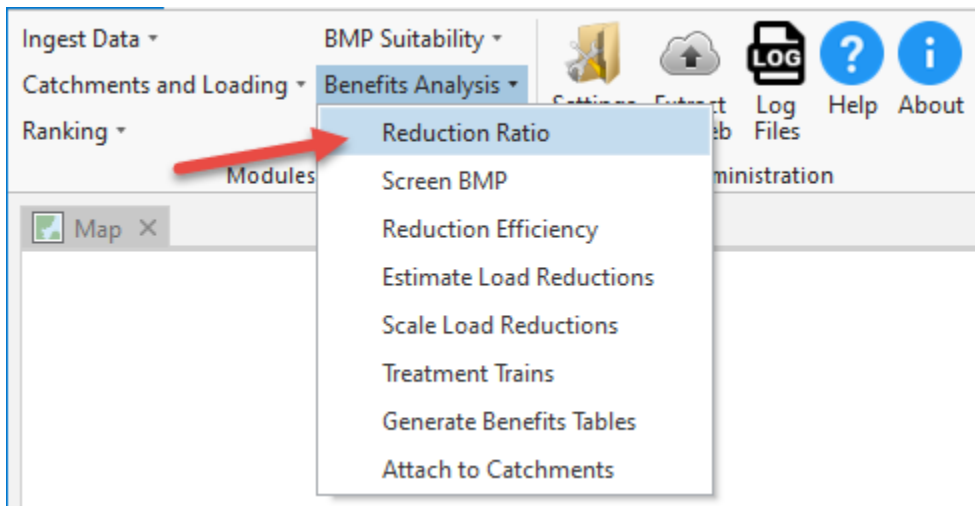 Ingest Data
BMP Suitability
Catchments and Loading
Benefits Analysis
Ranking
LOG
?
i
Log
Files
Help
About
Modules
Reduction Ratio
Screen BMP
Reduction Efficiency
Estimate Load Reductions
Scale Load Reductions
Treatment Trains
Generate Benefits Tables
Attach to Catchments
Map